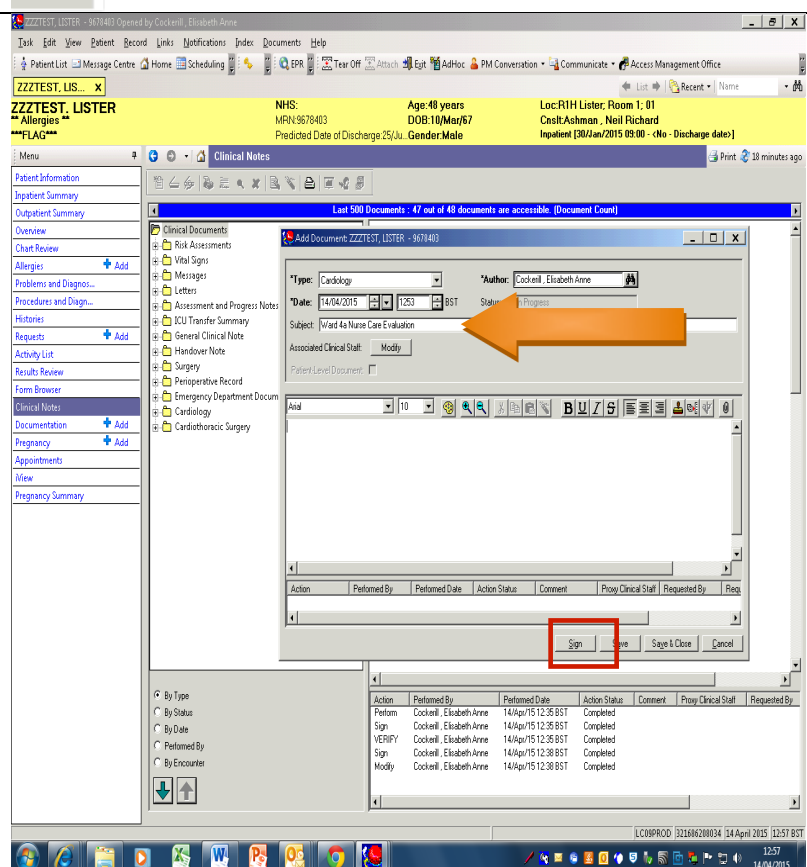 ZZZTEST, LISTER - 9678403 Opened by Cockerill , Elisabeth Anne
Task Edit View Patient Record Links Notifications Index Documents Help
Patient List Message Centre Home Scheduling EPR Tear Off Attach Exit AdHoc PM Conversation Communicate Access Management Office
ZZZTEST, LIS... x List Recent Name
ZZZTEST, LISTER NHS: Age:48 years Loc:R1H Lister; Room 1; 01
** Allergies ** MRN:9678403 DOB:10/Mar/67 Cnslt:Ashman , Neil Richard
***FLAG*** Predicted Date of Discharge:25/Ju... Gender:Male Inpatient [30/Jan/2015 09:00 - <No - Discharge date>]
Menu Clinical Notes Print 18 minutes ago
Patient Information
Inpatient Summary
Outpatient Summary
Overview
Chart Review
Allergies Add
Problems and Diagnos...
Procedures and Diagn...
Histories
Requests Add
Activity List
Results Review
Form Browser
Clinical Notes
Documentation Add
Pregnancy Add
Appointments
iView
Pregnancy Summary
Last 500 Documents : 47 out of 48 documents are accessible. (Document Count)
Clinical Documents
Risk Assessments
Vital Signs
Messages
Letters
Assessment and Progress Notes
ICU Transfer Summary
General Clinical Note
Handover Note
Surgery
Perioperative Record
Emergency Department Docum
Cardiology
Cardiothoracic Surgery
Add Document: ZZZTEST, LISTER - 9678403
*Type: Cardiology *Author: Cockerill , Elisabeth Anne
*Date: 14/04/2015 1253 BST Status: In Progress
Subject: Ward 4a Nurse Care Evaluation
Associated Clinical Staff: Modify
Patient-Level Document:
Arial 10 B U I S
Action Performed By Performed Date Action Status Comment Proxy Clinical Staff Requested By Requ
Sign Save Save & Close Cancel
By Type
By Status
By Date
Performed By
By Encounter
Action Performed By Performed Date Action Status Comment Proxy Clinical Staff Requested By
Perform Cockerill , Elisabeth Anne 14/Apr/15 12:35 BST Completed
Sign Cockerill , Elisabeth Anne 14/Apr/15 12:35 BST Completed
VERIFY Cockerill , Elisabeth Anne 14/Apr/15 12:35 BST Completed
Sign Cockerill , Elisabeth Anne 14/Apr/15 12:38 BST Completed
Modify Cockerill , Elisabeth Anne 14/Apr/15 12:38 BST Completed
LC09PROD 321606208034 14 April 2015 12:57 BST
12:57
14/04/2015